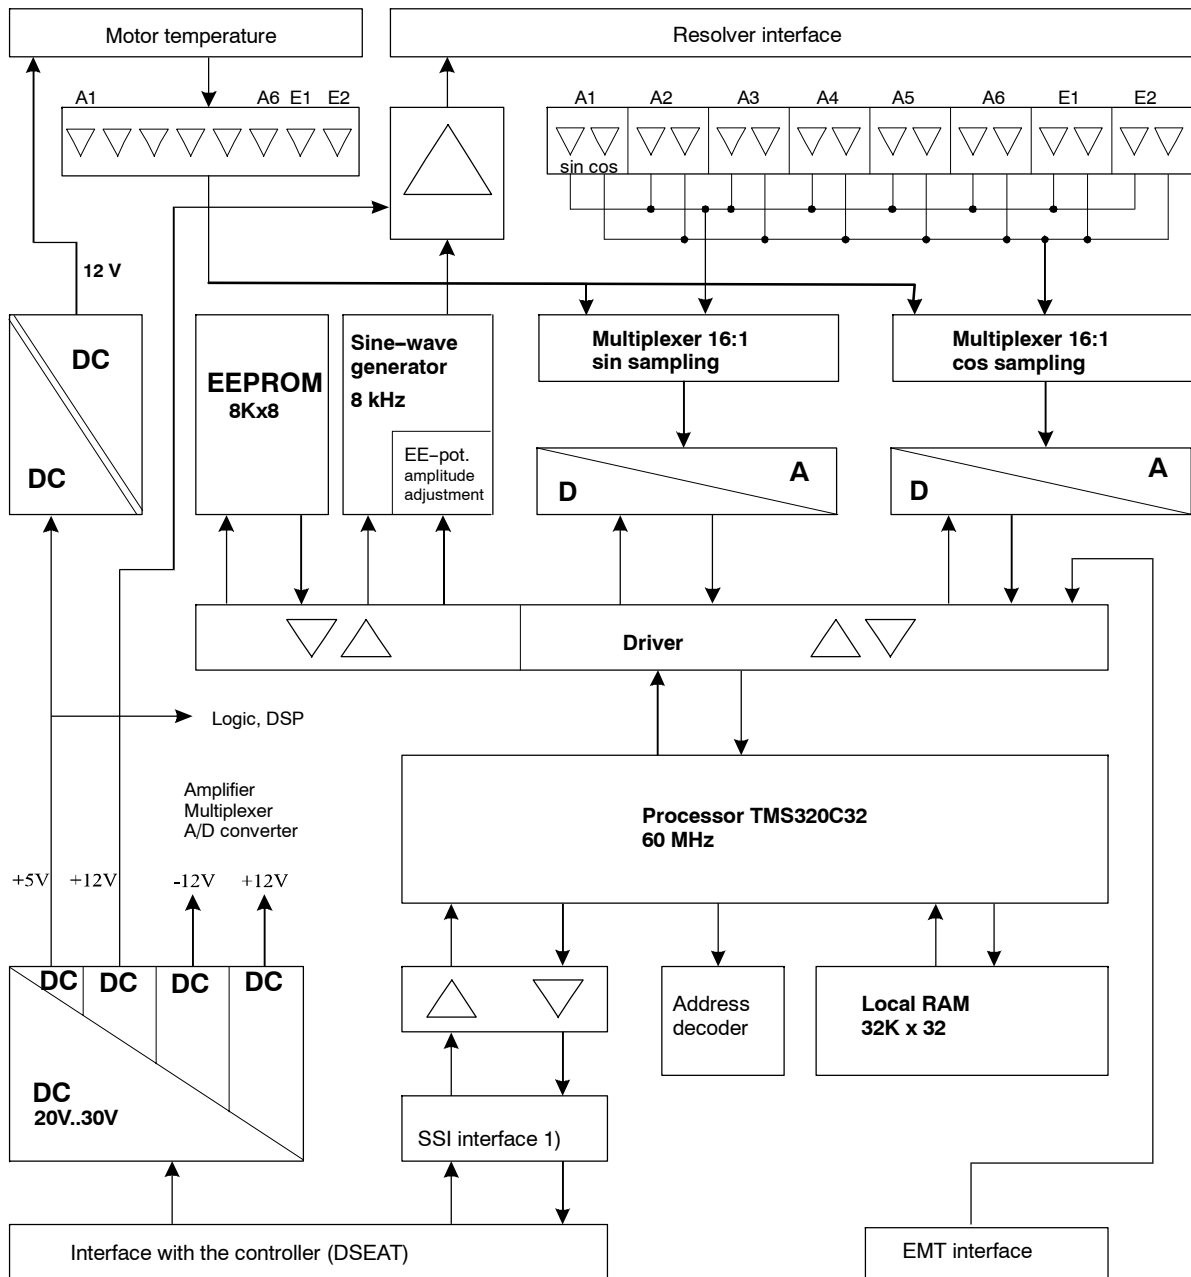 Motor temperature
Resolver interface
A1 A6 E1 E2
A1 A2 A3 A4 A5 A6 E1 E2
sin cos
12 V
DC
DC
EEPROM
8Kx8
Sine-wave
generator
8 kHz
EE-pot.
amplitude
adjustment
Multiplexer 16:1
sin sampling
Multiplexer 16:1
cos sampling
D A
D A
Driver
Logic, DSP
Amplifier
Multiplexer
A/D converter
Processor TMS320C32
60 MHz
+5V +12V -12V +12V
DC DC DC DC
DC
20V..30V
Address
decoder
Local RAM
32K x 32
SSI interface 1)
Interface with the controller (DSEAT)
EMT interface